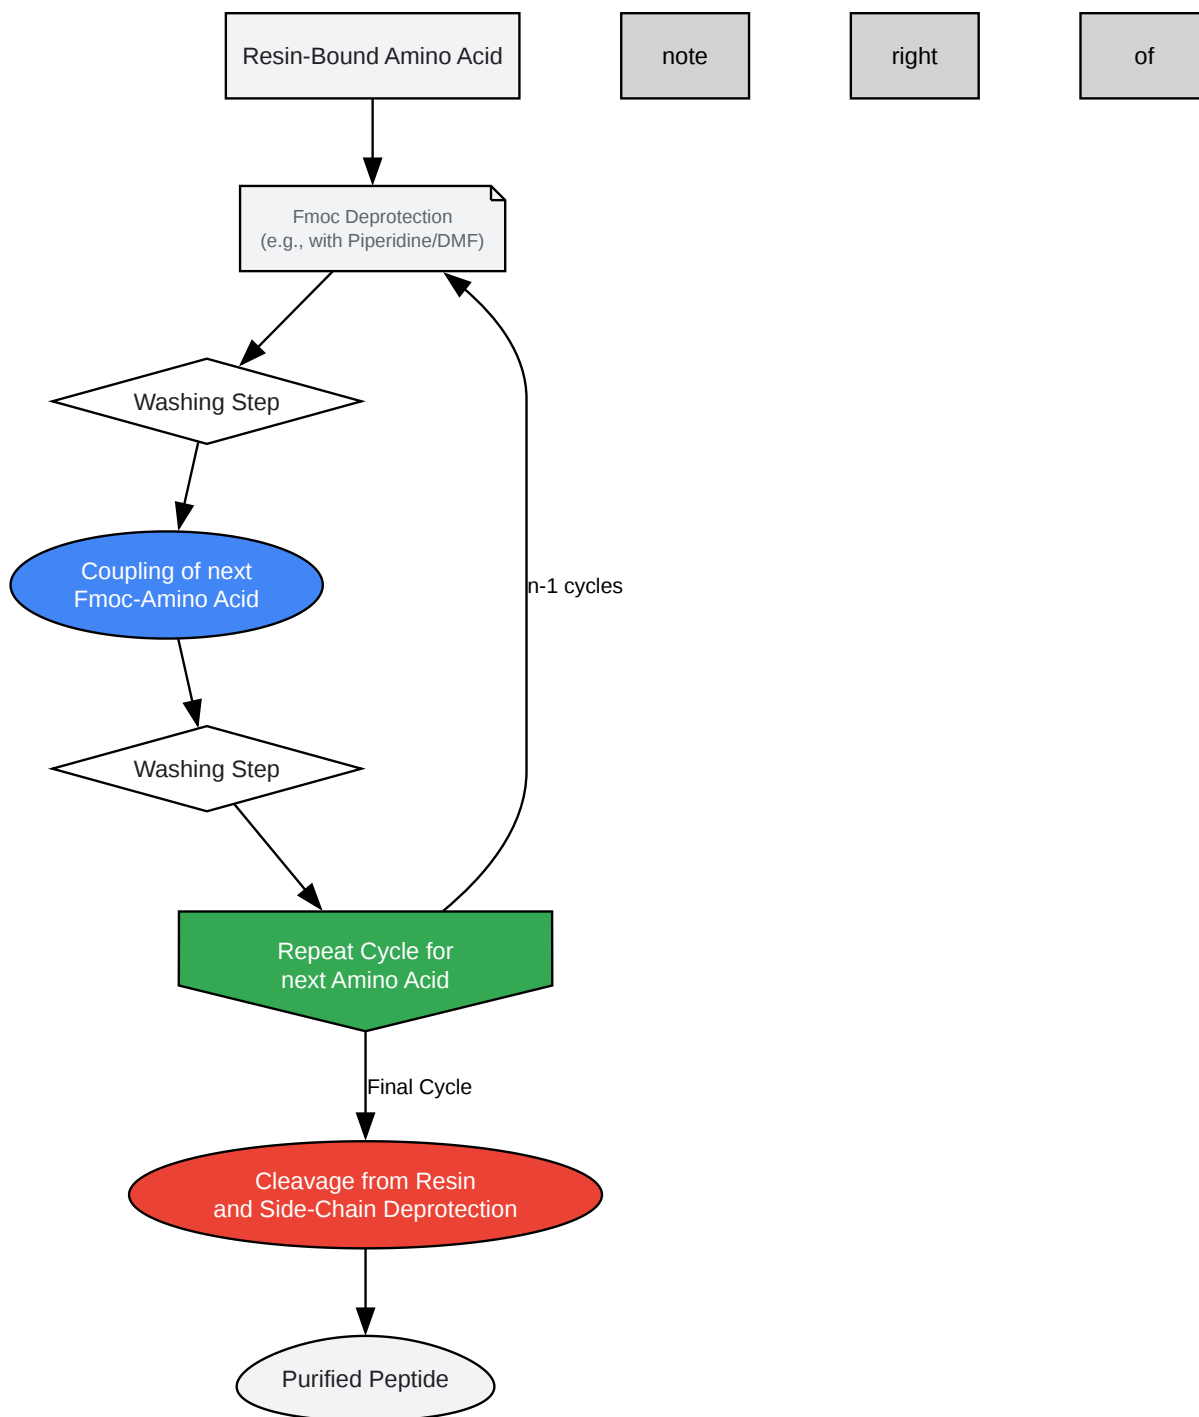 Resin-Bound Amino Acid
note
right
of
Fmoc Deprotection
(e.g., with Piperidine/DMF)
Washing Step
Coupling of next
Fmoc-Amino Acid
n-1 cycles
Washing Step
Repeat Cycle for
next Amino Acid
Final Cycle
Cleavage from Resin
and Side-Chain Deprotection
Purified Peptide